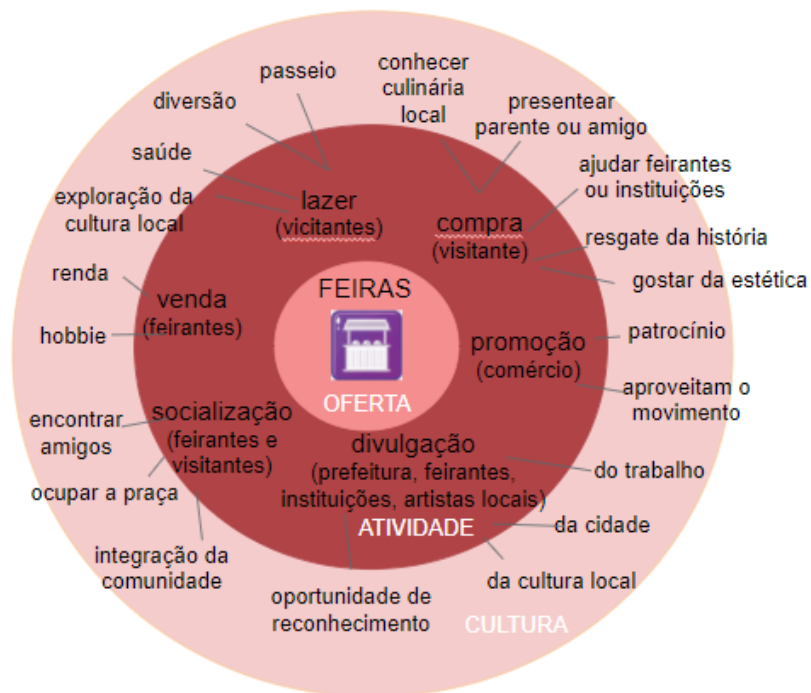 passeio
diversão
saúde
exploração da
cultura local
lazer
(vicitantes)
conhecer
culinária
local
presentear
parente ou amigo
ajudar feirantes
ou instituições
resgate da história
gostar da estética
compra
(visitante)
renda
hobbie
venda
(feirantes)
FEIRAS
OFERTA
promoção
(comércio)
patrocínio
aproveitam o
movimento
encontrar
amigos
ocupar a praça
integração da
comunidade
socialização
(feirantes e
visitantes)
divulgação
(prefeitura, feirantes,
instituições, artistas locais)
ATIVIDADE
do trabalho
da cidade
da cultura local
oportunidade de
reconhecimento
CULTURA